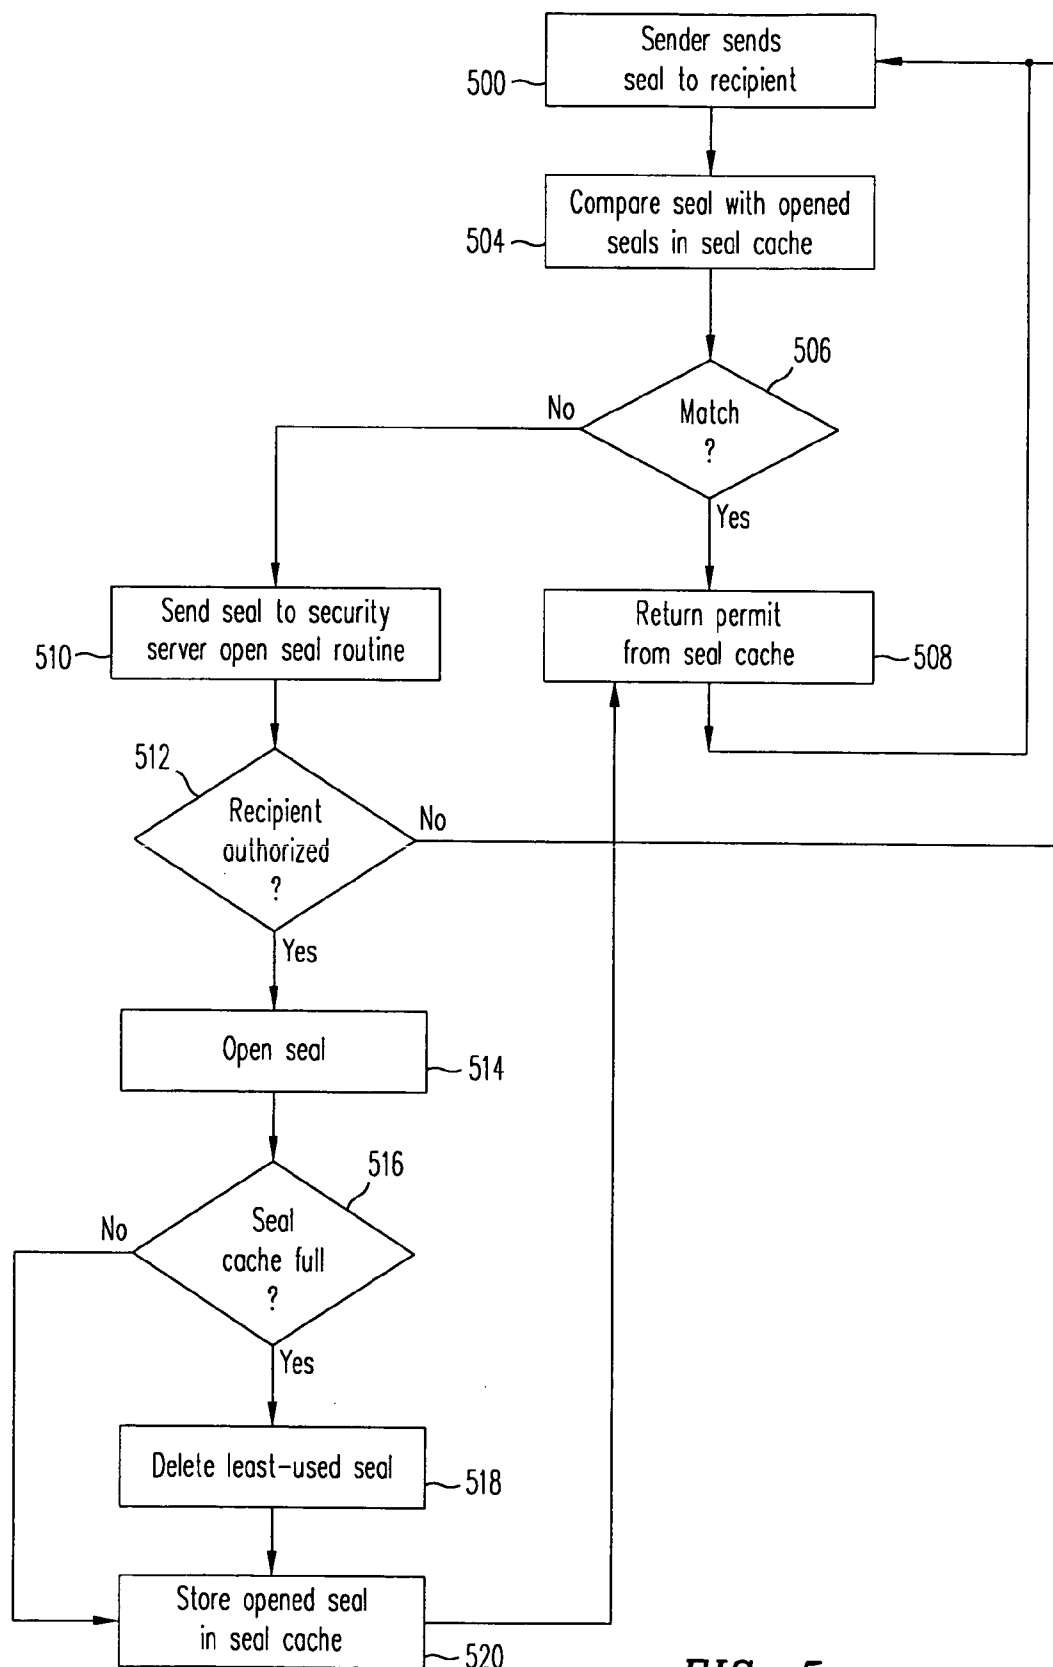 Sender sends
seal to recipient
500
Compare seal with opened
seals in seal cache
504
506
Match
?
No
Yes
Send seal to security
server open seal routine
510
Return permit
from seal cache
508
512
Recipient
authorized
?
No
Yes
Open seal
514
516
Seal
cache full
?
No
Yes
Delete least-used seal
518
Store opened seal
in seal cache
520